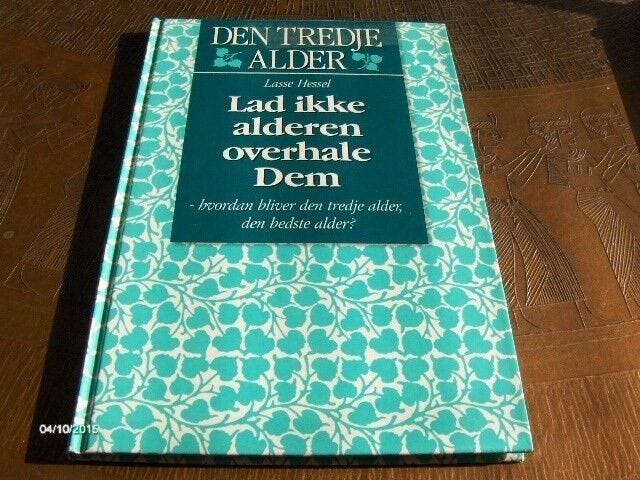 DEN TREDJE
ALDER
Lasse Hessel
Lad ikke
alderen
overhale
Dem
- hvordan bliver den tredje alder,
den bedste alder?
04/10/2015